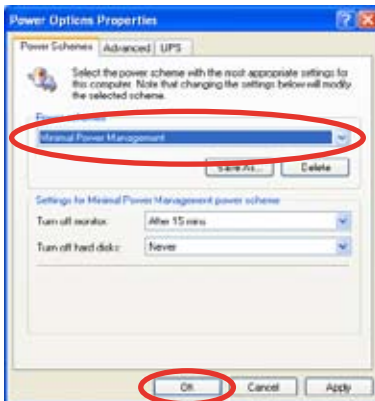 Power Options Properties
Power Schemes Advanced UPS
Select the power scheme with the most appropriate settings for
this computer. Note that changing the settings below will modify
the selected scheme.
Power schemes
Minimal Power Management
Save As... Delete
Settings for Minimal Power Management power scheme
Turn off monitor: After 15 mins
Turn off hard disks: Never
OK Cancel Apply